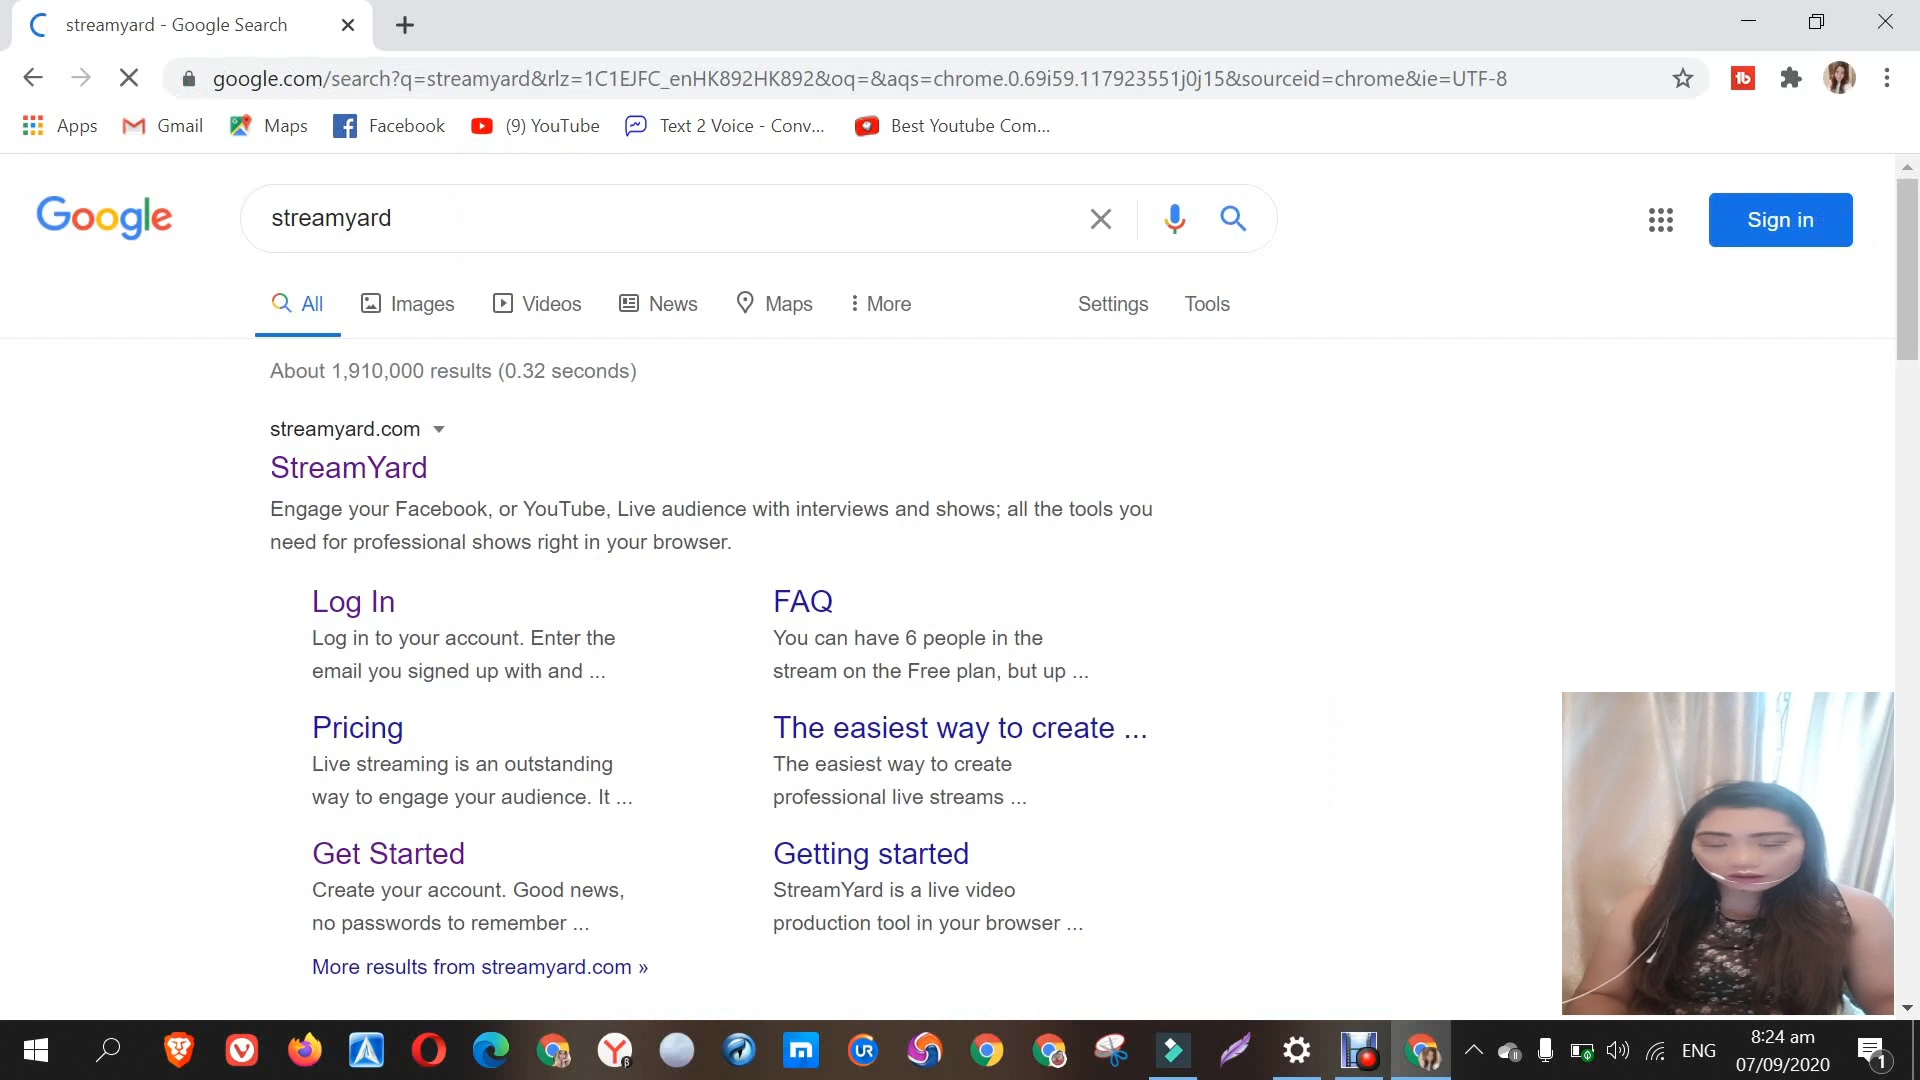 streamyard - Google Search
google.com/search?q=streamyard&rlz=1C1EJFC_enHK892HK892&oq=&aqs=chrome.0.69i59.117923551j0j15&sourceid=chrome&ie=UTF-8
Apps Gmail Maps Facebook (9) YouTube Text 2 Voice - Conv... Best Youtube Com...
Google streamyard Sign in
All Images Videos News Maps More Settings Tools
About 1,910,000 results (0.32 seconds)
streamyard.com
StreamYard
Engage your Facebook, or YouTube, Live audience with interviews and shows; all the tools you
need for professional shows right in your browser.
Log In
Log in to your account. Enter the
email you signed up with and ...
FAQ
You can have 6 people in the
stream on the Free plan, but up ...
Pricing
Live streaming is an outstanding
way to engage your audience. It ...
The easiest way to create ...
The easiest way to create
professional live streams ...
Get Started
Create your account. Good news,
no passwords to remember ...
Getting started
StreamYard is a live video
production tool in your browser ...
More results from streamyard.com »
UR
ENG
8:24 am
07/09/2020
1